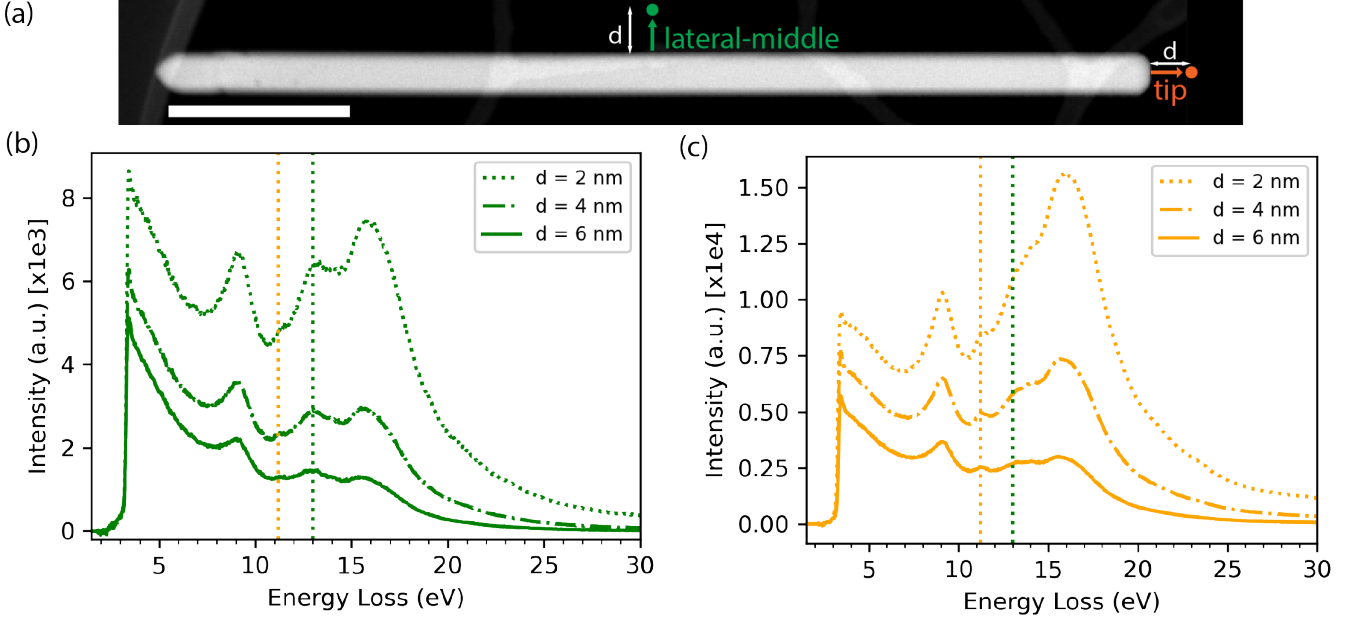 (a)
d
lateral-middle
d
tip
(b)
(c)
Intensity (a.u.) [x1e3]
8
6
4
2
0
d = 2 nm
d = 4 nm
d = 6 nm
5 10 15 20 25 30
Energy Loss (eV)
Intensity (a.u.) [x1e4]
1.50
1.25
1.00
0.75
0.50
0.25
0.00
d = 2 nm
d = 4 nm
d = 6 nm
5 10 15 20 25 30
Energy Loss (eV)